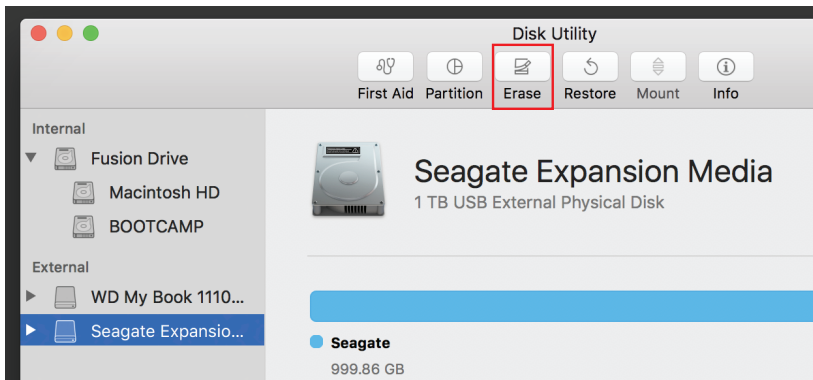 Disk Utility
First Aid Partition Erase Restore Mount Info
Internal
Fusion Drive
Macintosh HD
BOOTCAMP
External
WD My Book 1110...
Seagate Expansio...
Seagate Expansion Media
1 TB USB External Physical Disk
Seagate
999.86 GB